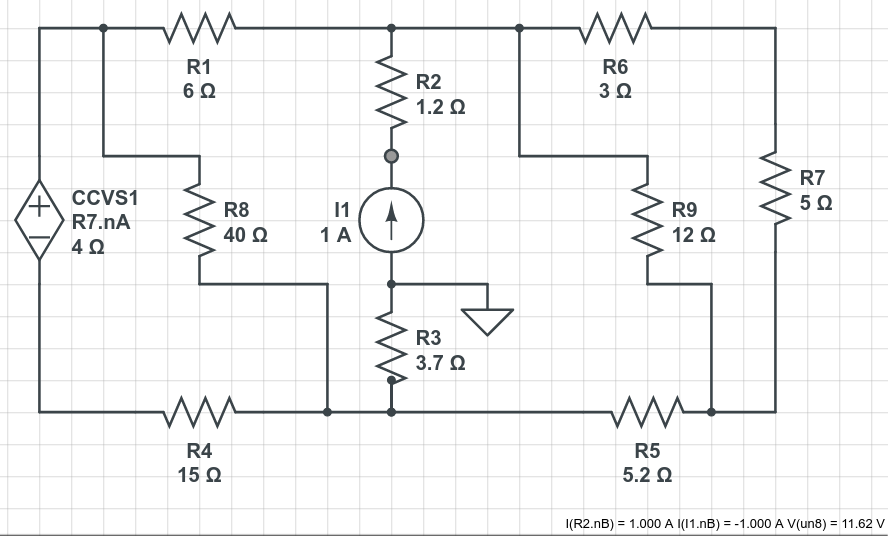 R1
6 Ω
R6
3 Ω
R2
1.2 Ω
CCVS1
R7.nA
4 Ω
R8
40 Ω
I1
1 A
R9
12 Ω
R7
5 Ω
R3
3.7 Ω
R4
15 Ω
R5
5.2 Ω
I(R2.nB) = 1.000 A I(I1.nB) = -1.000 A V(un8) = 11.62 V